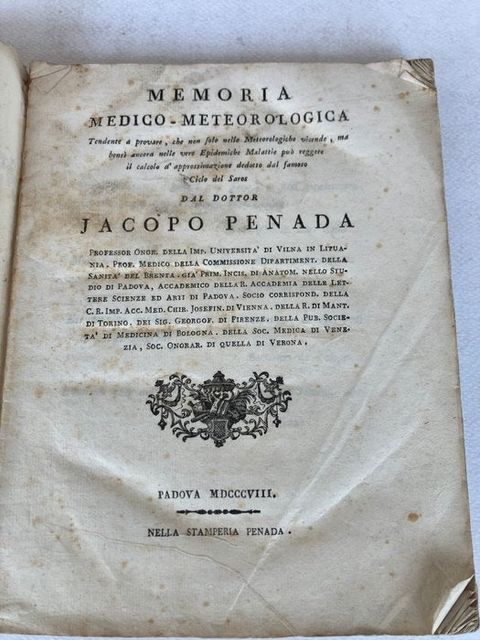 MEMORIA
MEDICO-METEOROLOGICA
Tendente a provare, che non solo nelle Meteorologiche vicende, ma
bensì ancora nelle vere Epidemiche Malattie può reggere
il calcolo d'approssimazione dedotto dal famoso
Ciclo del Saros
DAL DOTTOR
JACOPO PENADA
PROFESSOR ONOR. DELLA IMP. UNIVERSITA' DI VILNA IN LITUA-
NIA. PROF. MEDICO DELLA COMMISSIONE DIPARTIMENT. DELLA
SANITA' DEL BRENTA. GIA' PRIM. INCIS. DI ANATOM. NELLO STU-
DIO DI PADOVA, ACCADEMICO DELLA R. ACCADEMIA DELLE LET-
TERE SCIENZE ED ARTI DI PADOVA. SOCIO CORRISPOND. DELLA
C. R. IMP. ACC. MED. CHIR. JOSEFIN. DI VIENNA. DELLA R. DI MANT.
DI TORINO. DEI SIG. GEORGOF. DI FIRENZE. DELLA PUB. SOCIE-
TA' DI MEDICINA DI BOLOGNA. DELLA SOC. MEDICA DI VENE-
ZIA, SOC. ONORAR. DI QUELLA DI VERONA.
PADOVA MDCCCVIII.
NELLA STAMPERIA PENADA.